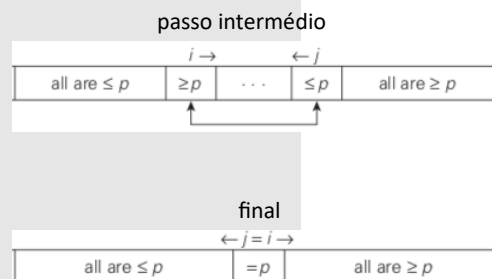 passo intermédio
i → ← j
all are ≤ p ≥p · · · ≤ p all are ≥ p
final
← j = i →
all are ≤ p = p all are ≥ p